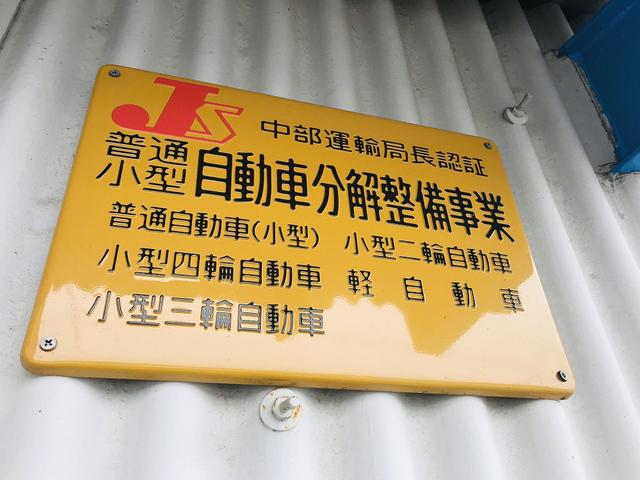 JS 中部運輸局長認証
普通
小型 自動車分解整備事業
普通自動車(小型) 小型二輪自動車
小型四輪自動車 軽自動車
小型三輪自動車